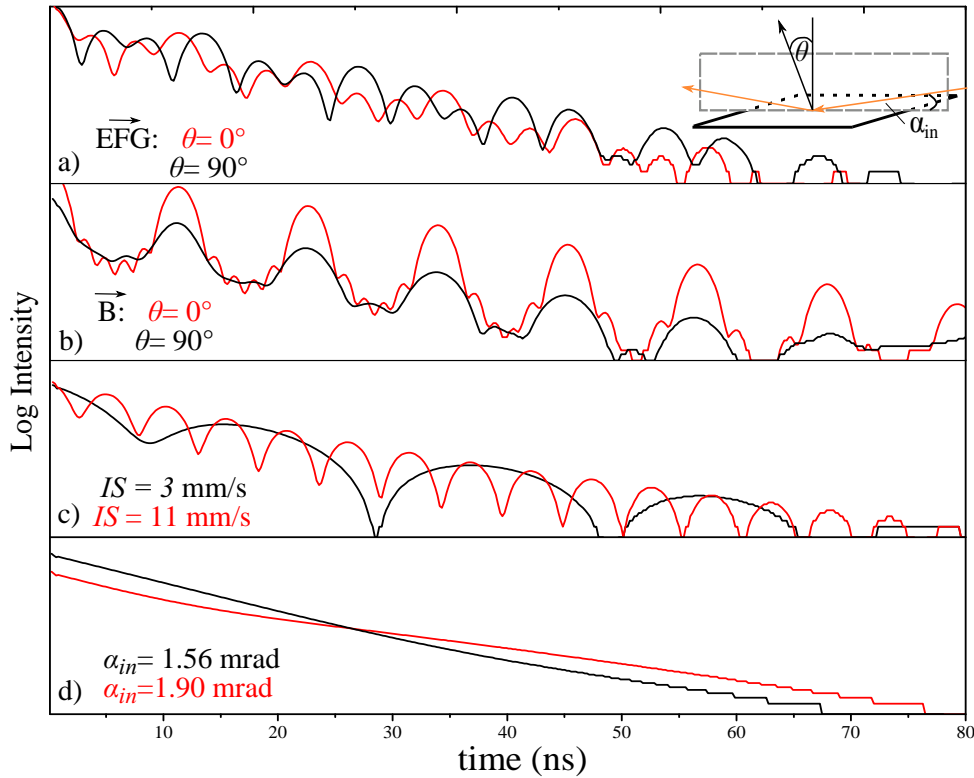 θ
α_in
EFG: θ= 0°
θ= 90°
a)
B: θ= 0°
θ= 90°
b)
Log Intensity
IS = 3 mm/s
c) IS = 11 mm/s
α_in= 1.56 mrad
d) α_in=1.90 mrad
10 20 30 40 50 60 70 80
time (ns)